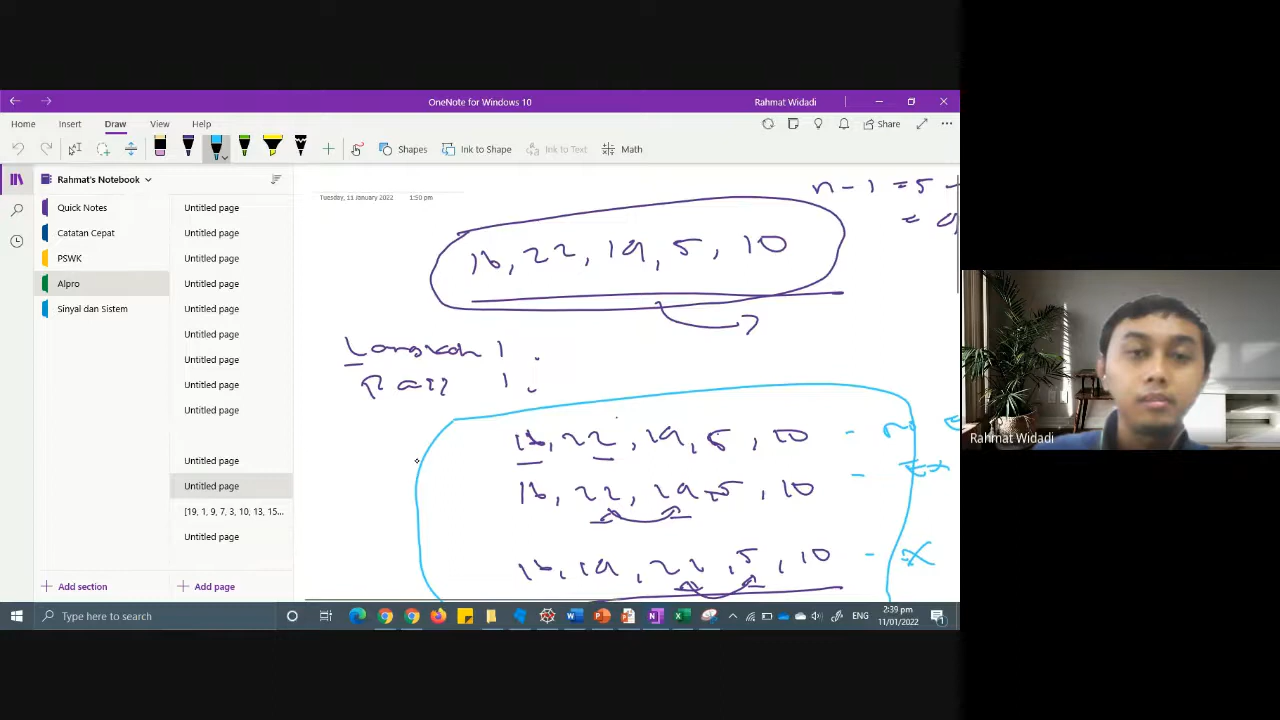 OneNote for Windows 10
Rahmat Widadi
Home
Insert
Draw
View
Help
Share
Shapes
Ink to Shape
Ink to Text
Math
Rahmat's Notebook
Quick Notes
Catatan Cepat
PSWK
Alpro
Sinyal dan Sistem
Add section
Untitled page
Untitled page
Untitled page
Untitled page
Untitled page
Untitled page
Untitled page
Untitled page
Untitled page
Untitled page
Untitled page
[19, 1, 9, 7, 3, 10, 13, 15...
Untitled page
Add page
Tuesday, 11 January 2022 1:50 pm
n - 1 = 5 -
=
16, 22, 19, 5, 10
Langkah 1 :
Pass 1 :
16, 22, 19, 5, 10 -
16, 22, 19, 5, 10 -
16, 19, 22, 5, 10 - x
Rahmat Widadi
Type here to search
ENG
2:39 pm
11/01/2022